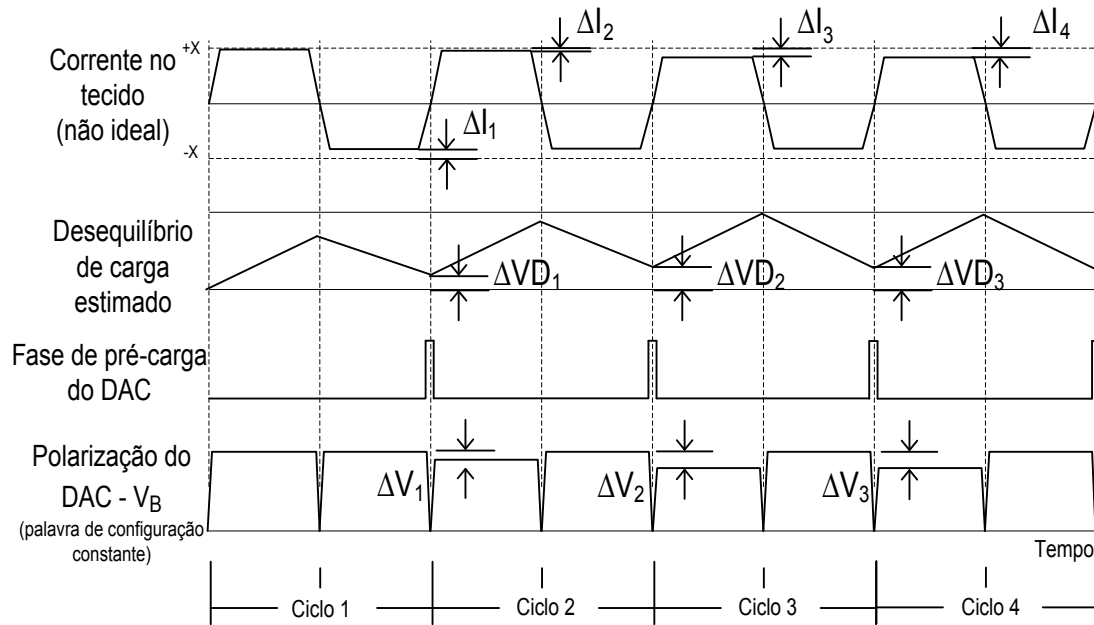 +X
Corrente no
tecido
(não ideal)
-X
ΔI₁
ΔI₂
ΔI₃
ΔI₄
Desequilíbrio
de carga
estimado
ΔVD₁
ΔVD₂
ΔVD₃
Fase de pré-carga
do DAC
Polarização do
DAC - V_B
(palavra de configuração
constante)
ΔV₁
ΔV₂
ΔV₃
Tempo
Ciclo 1
Ciclo 2
Ciclo 3
Ciclo 4